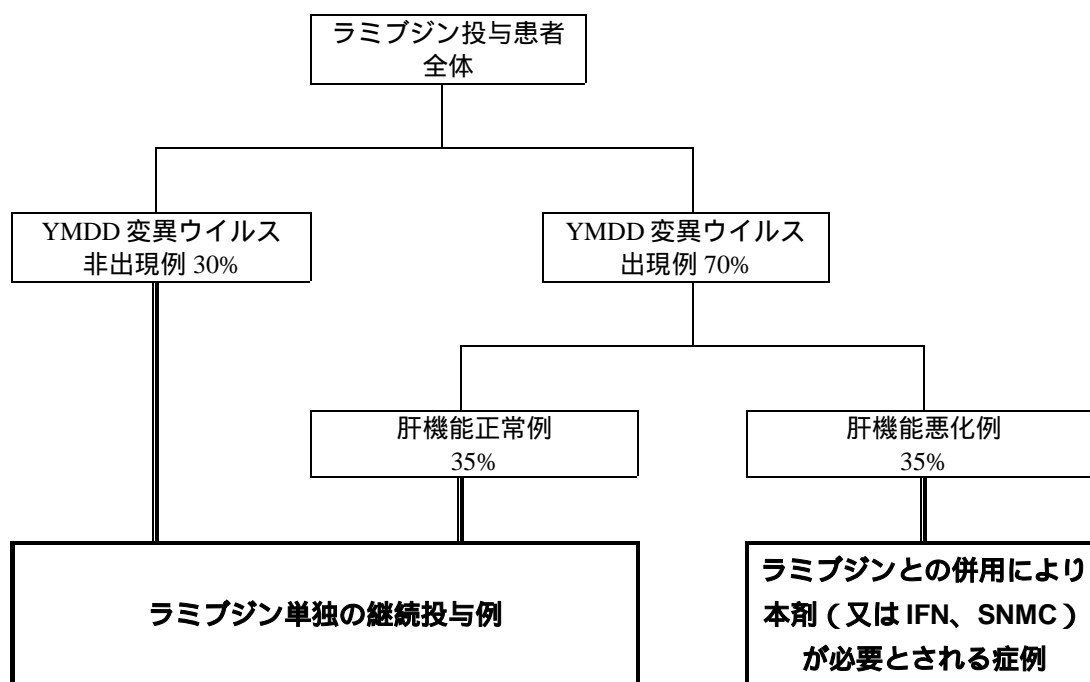 ラミブジン投与患者
全体
YMDD 変異ウイルス
非出現例 30%
YMDD 変異ウイルス
出現例 70%
肝機能正常例
35%
肝機能悪化例
35%
ラミブジン単独の継続投与例
ラミブジンとの併用により
本剤（又は IFN、SNMC）
が必要とされる症例